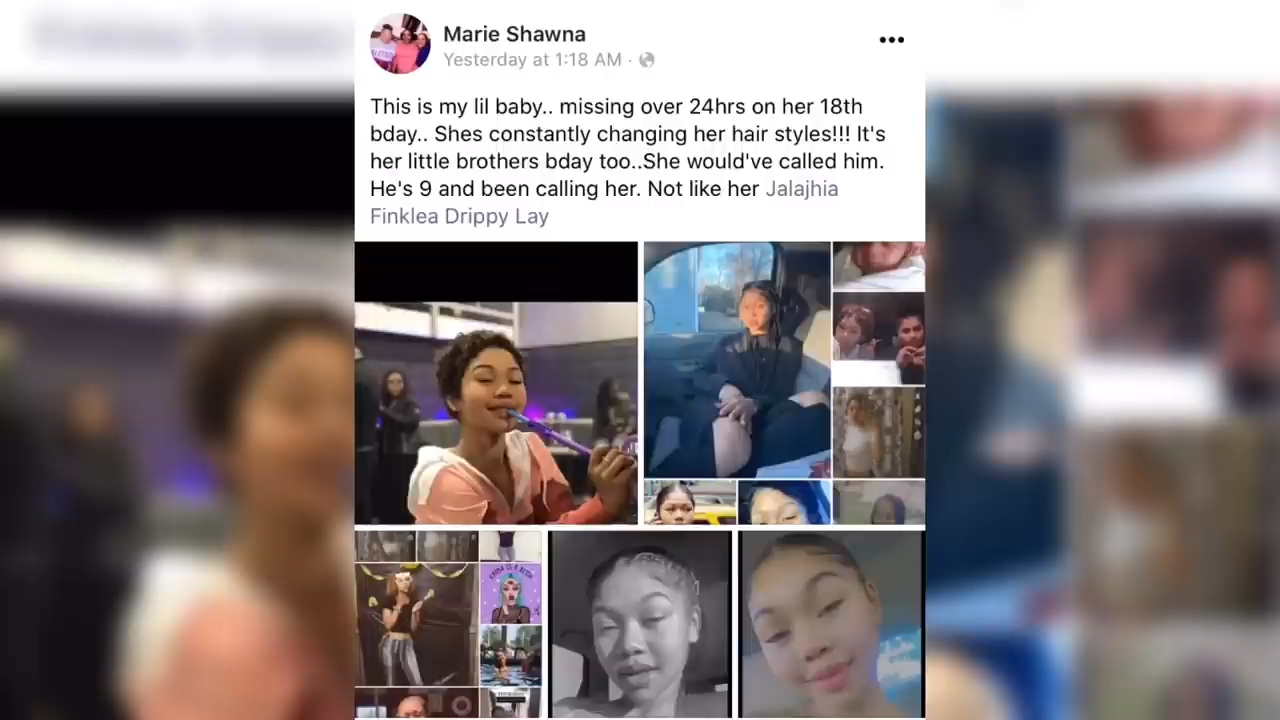 Marie Shawna
Yesterday at 1:18 AM ·
This is my lil baby.. missing over 24hrs on her 18th
bday.. Shes constantly changing her hair styles!!! It's
her little brothers bday too..She would've called him.
He's 9 and been calling her. Not like her Jalajhia
Finklea Drippy Lay